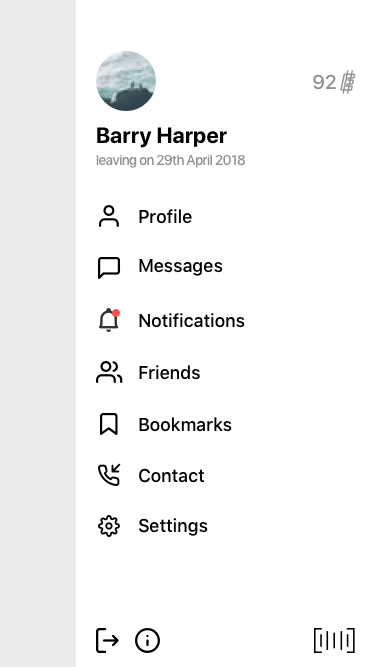 92
Barry Harper
leaving on 29th April 2018
Profile
Messages
Notifications
Friends
Bookmarks
Contact
Settings